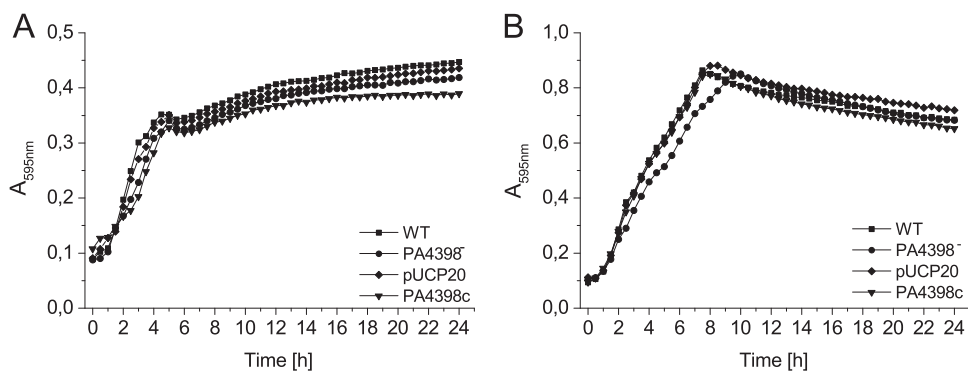 A
0,5
0,4
0,3
0,2
0,1
0,0
A595nm
0 2 4 6 8 10 12 14 16 18 20 22 24
Time [h]
WT
PA4398-
pUCP20
PA4398c
B
1,0
0,8
0,6
0,4
0,2
0,0
A595nm
0 2 4 6 8 10 12 14 16 18 20 22 24
Time [h]
WT
PA4398-
pUCP20
PA4398c